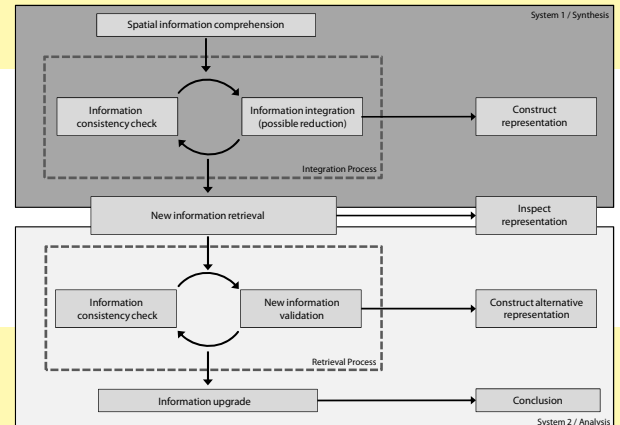 System 1 / Synthesis
Spatial information comprehension
Information
consistency check
Information integration
(possible reduction)
Construct
representation
Integration Process
New information retrieval
Inspect
representation
Information
consistency check
New information
validation
Construct alternative
representation
Retrieval Process
Information upgrade
Conclusion
System 2 / Analysis